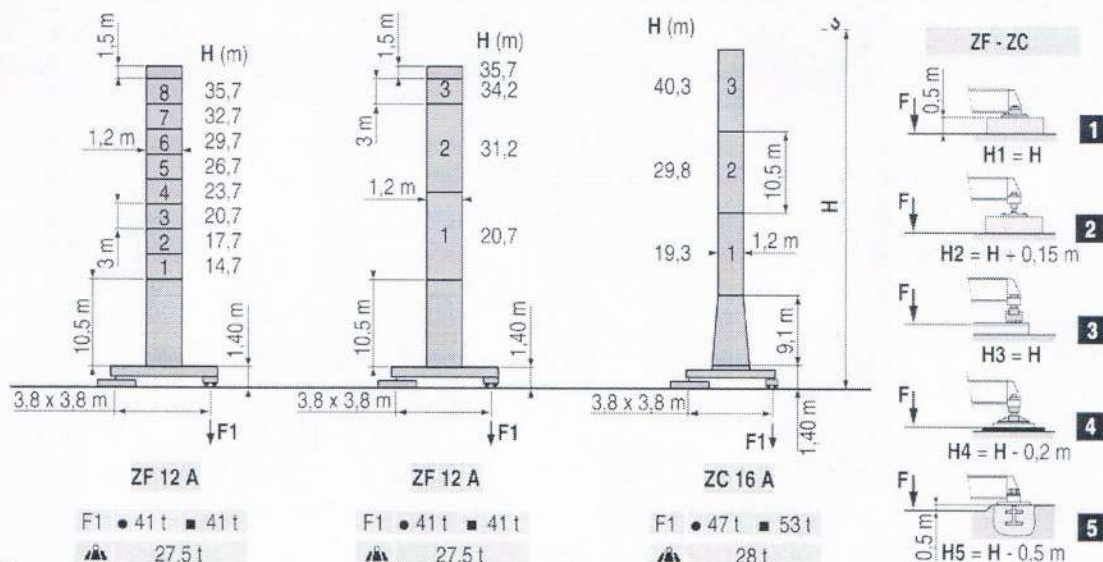 1,5 m
H (m)
8 35,7
7 32,7
1,2 m
6 29,7
5 26,7
4 23,7
3 20,7
3 m
2 17,7
1 14,7
10,5 m
1,40 m
3,8 x 3,8 m
F1
ZF 12 A
F1 ● 41 t ■ 41 t
27,5 t
1,5 m
H (m)
35,7
3 34,2
3 m
2 31,2
1,2 m
1 20,7
10,5 m
1,40 m
3,8 x 3,8 m
F1
ZF 12 A
F1 ● 41 t ■ 41 t
27,5 t
H (m)
40,3 3
29,8 2
10,5 m
19,3 1 1,2 m
9,1 m
H
3,8 x 3,8 m
F1
1,40 m
ZC 16 A
F1 ● 47 t ■ 53 t
28 t
ZF - ZC
F
0,5 m
1
H1 = H
F
2
H2 = H + 0,15 m
F
3
H3 = H
F
4
H4 = H - 0,2 m
F
0,5 m
5
H5 = H - 0,5 m